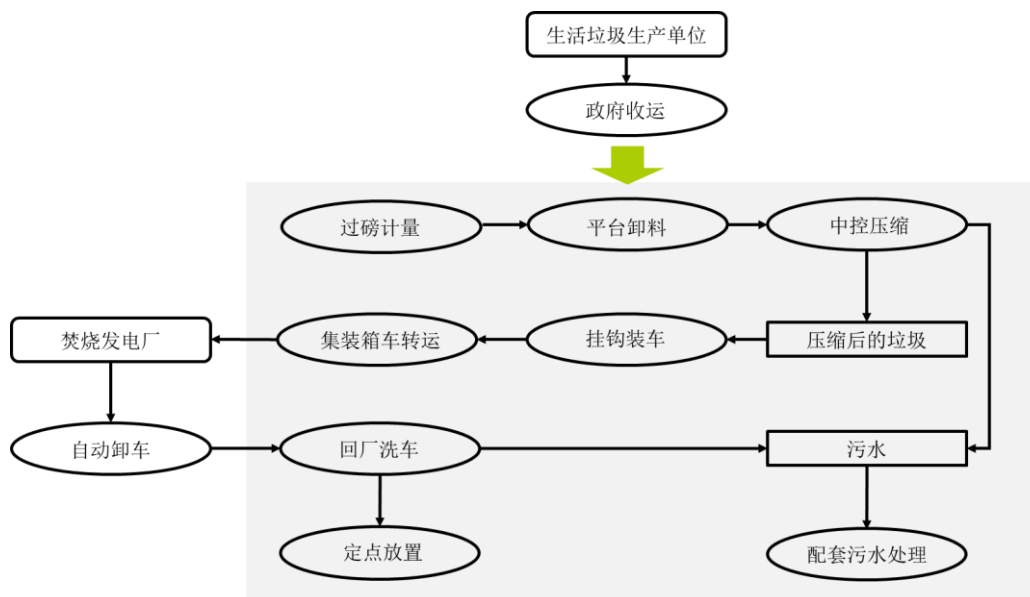 生活垃圾生产单位
政府收运
过磅计量
平台卸料
中控压缩
焚烧发电厂
集装箱车转运
挂钩装车
压缩后的垃圾
自动卸车
回厂洗车
污水
定点放置
配套污水处理